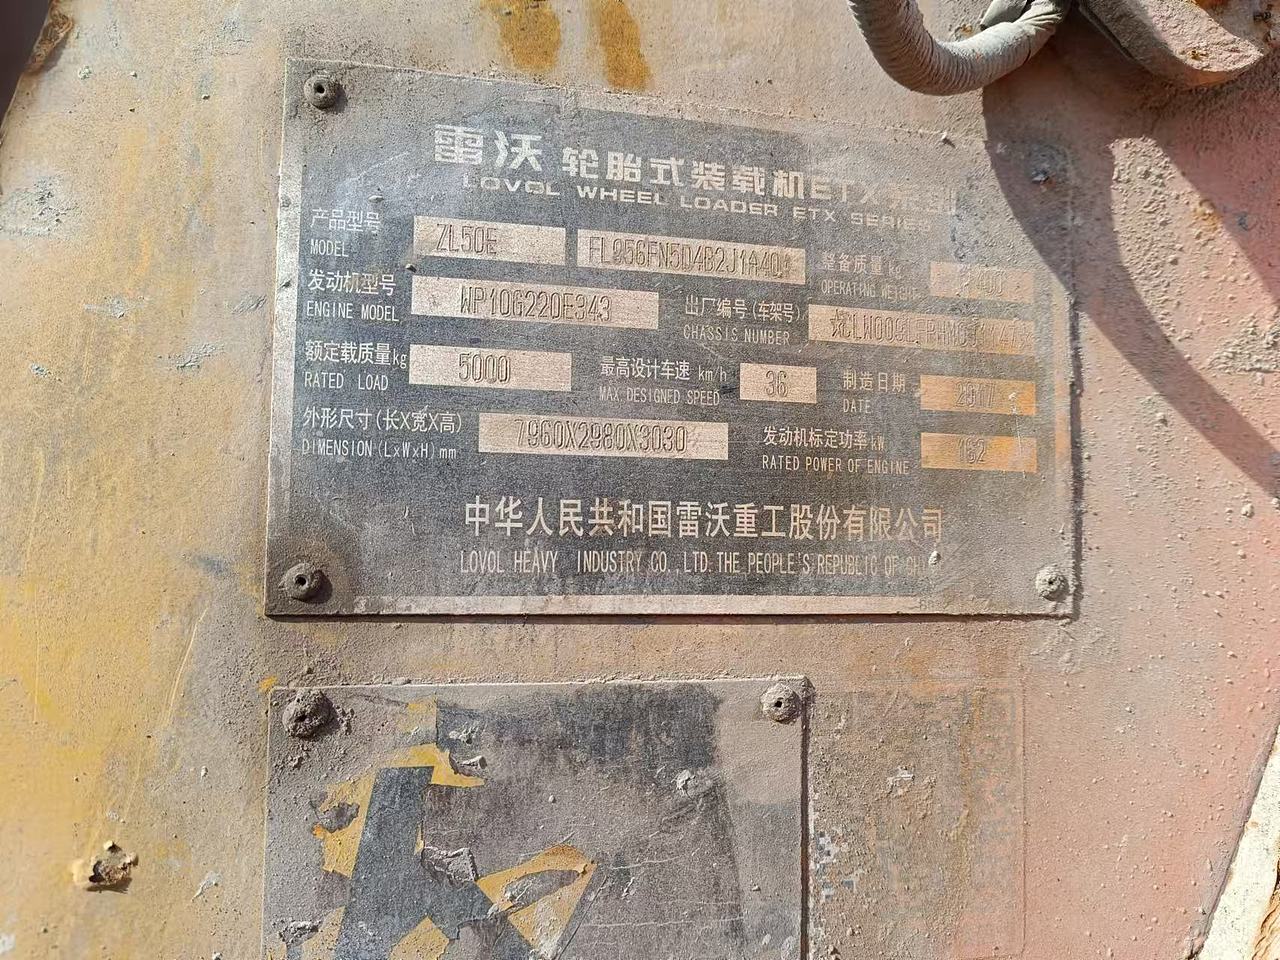 雷沃 轮胎式装载机ETX系列
LOVOL WHEEL LOADER ETX SERIES
产品型号 ZL50E 整备质量 kg
MODEL OPERATING WEIGHT
发动机型号 WP10G220E343 出厂编号(车架号)
ENGINE MODEL CHASSIS NUMBER
额定载质量kg 5000 最高设计车速 km/h 36 制造日期 2017
RATED LOAD MAX.DESIGNED SPEED DATE
外形尺寸(长X宽X高) 7960X2980X3030 发动机标定功率kW 162
DIMENSION(LxWxH)mm RATED POWER OF ENGINE
中华人民共和国雷沃重工股份有限公司
LOVOL HEAVY INDUSTRY CO.,LTD.THE PEOPLE'S REPUBLIC OF